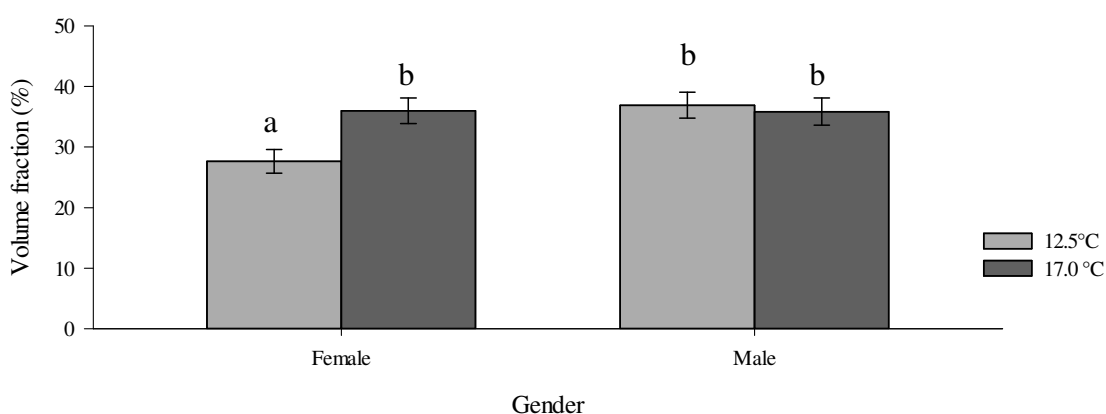 50
40
30
20
10
0
Volume fraction (%)
a
b
b
b
Female
Male
Gender
12.5°C
17.0 °C